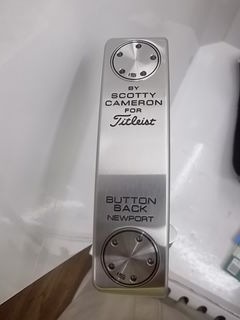 BY
SCOTTY
CAMERON
FOR
Titleist
BUTTON
BACK
NEWPORT